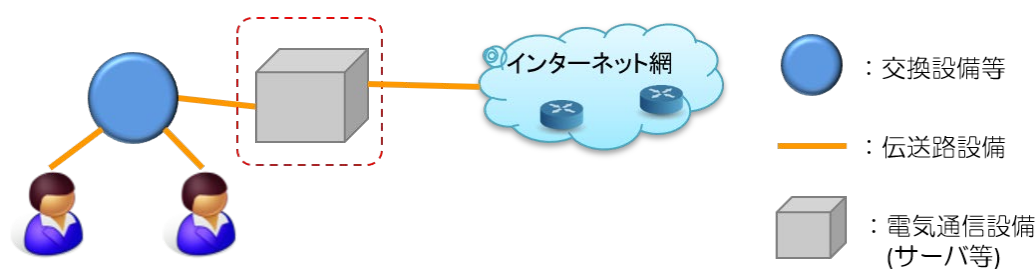 インターネット網
：交換設備等
：伝送路設備
：電気通信設備
(サーバ等)